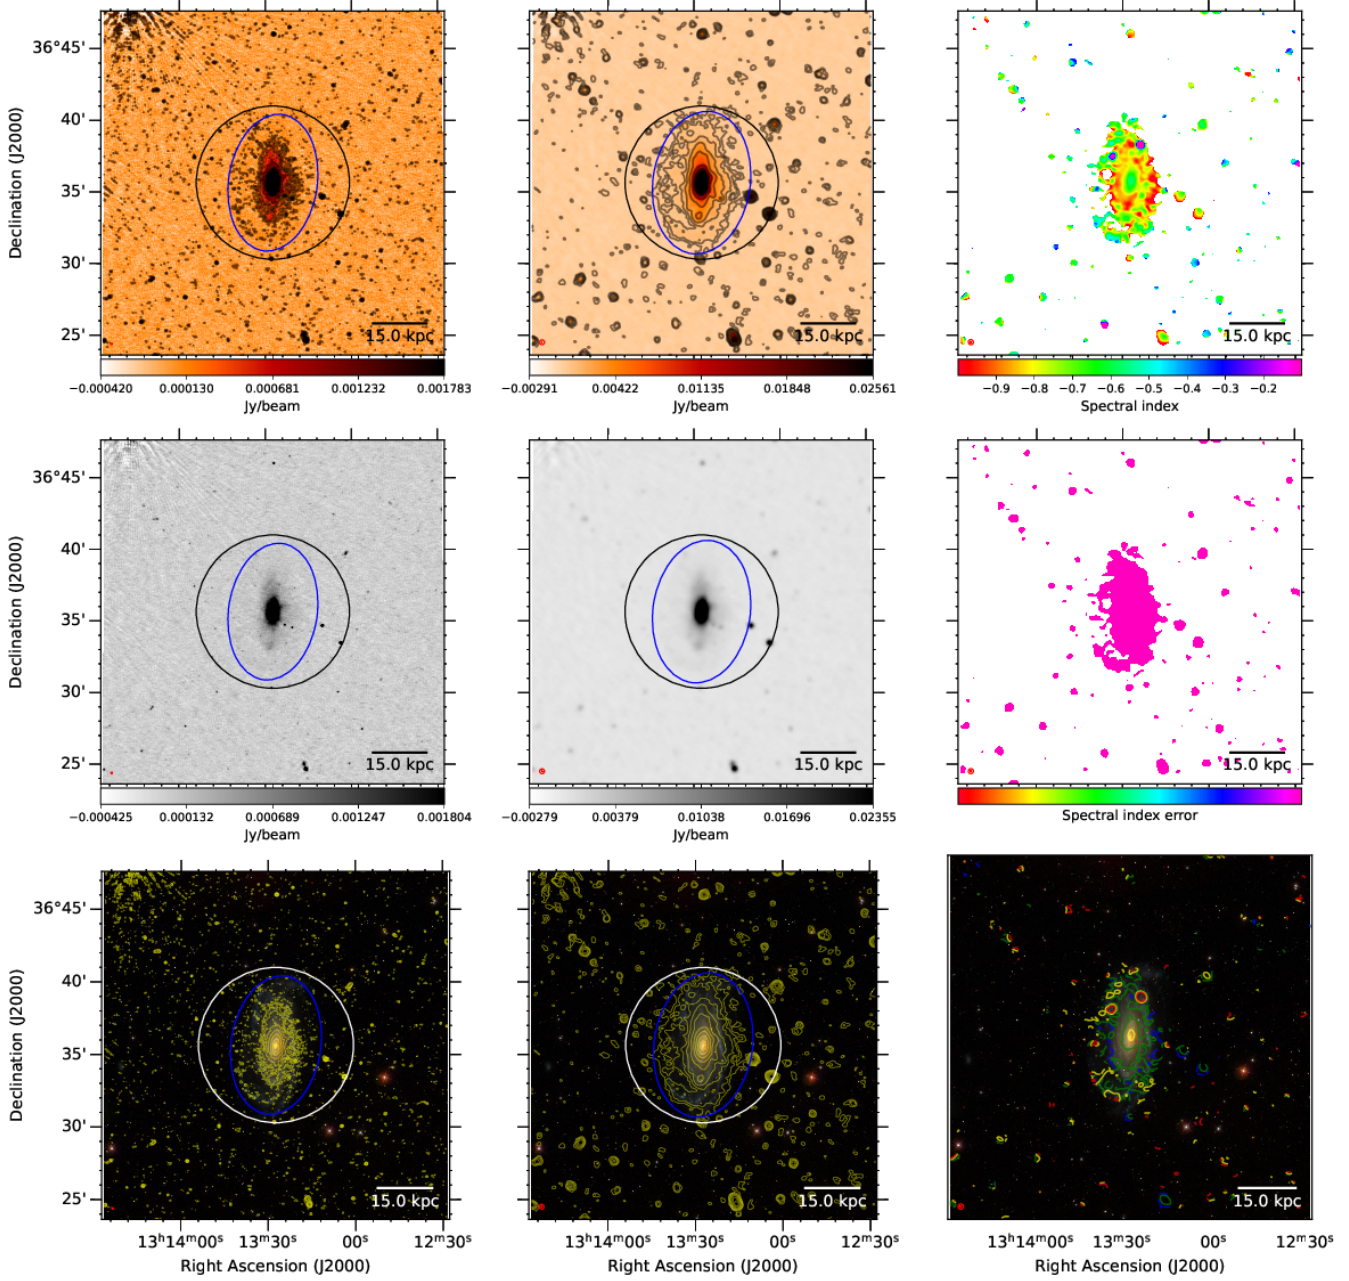 36°45'
40'
35'
30'
25'
Declination (J2000)
15.0 kpc
15.0 kpc
15.0 kpc
−0.000420 0.000130 0.000681 0.001232 0.001783
Jy/beam
−0.00291 0.00422 0.01135 0.01848 0.02561
Jy/beam
−0.9 −0.8 −0.7 −0.6 −0.5 −0.4 −0.3 −0.2
Spectral index
36°45'
40'
35'
30'
25'
Declination (J2000)
15.0 kpc
15.0 kpc
15.0 kpc
−0.000425 0.000132 0.000689 0.001247 0.001804
Jy/beam
−0.00279 0.00379 0.01038 0.01696 0.02355
Jy/beam
Spectral index error
36°45'
40'
35'
30'
25'
Declination (J2000)
15.0 kpc
15.0 kpc
15.0 kpc
13ʰ14ᵐ00ˢ 13ᵐ30ˢ 00ˢ 12ᵐ30ˢ
Right Ascension (J2000)
13ʰ14ᵐ00ˢ 13ᵐ30ˢ 00ˢ 12ᵐ30ˢ
Right Ascension (J2000)
13ʰ14ᵐ00ˢ 13ᵐ30ˢ 00ˢ 12ᵐ30ˢ
Right Ascension (J2000)